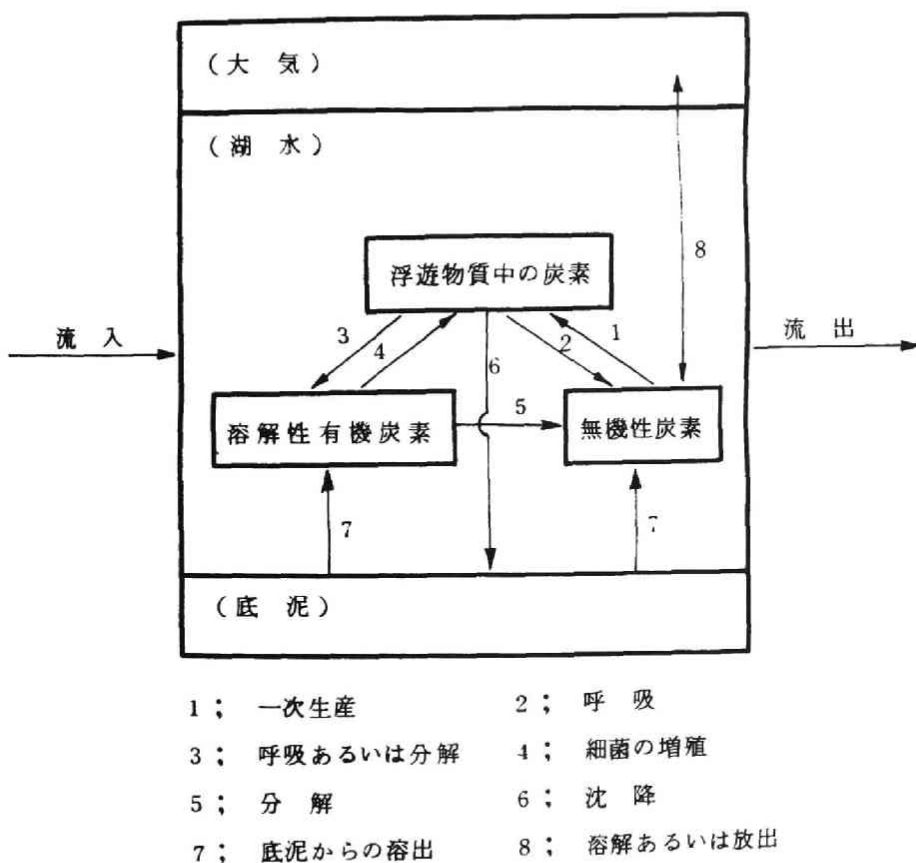 (大 気)
(湖 水)
浮遊物質中の炭素
8
流 入
流 出
3
4
2
1
6
溶解性有機炭素
5
無機性炭素
7
7
(底 泥)
1; 一次生産
2; 呼 吸
3; 呼吸あるいは分解
4; 細菌の増殖
5; 分 解
6; 沈 降
7; 底泥からの溶出
8; 溶解あるいは放出